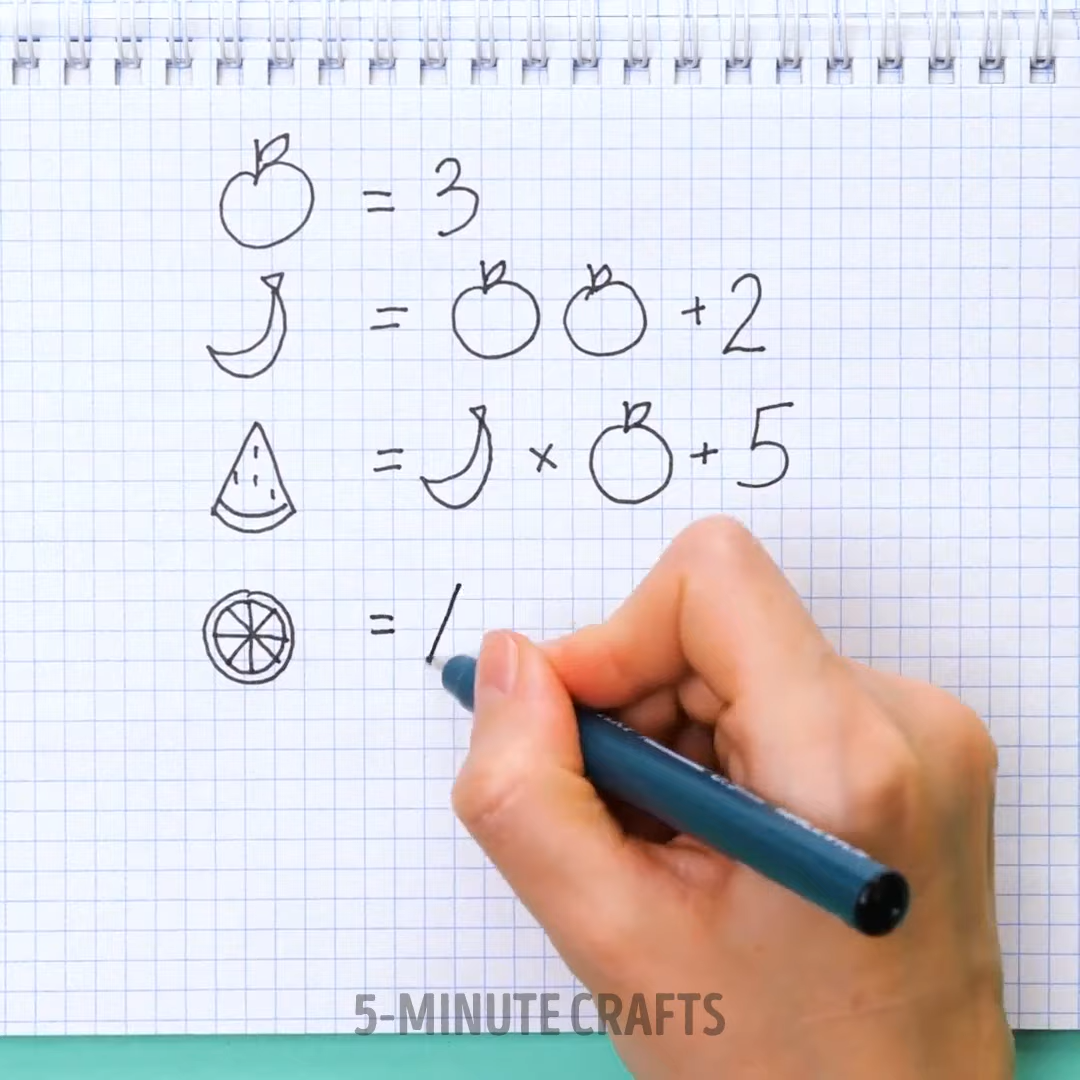 = 3
= + 2
= × + 5
=
5-MINUTE CRAFTS